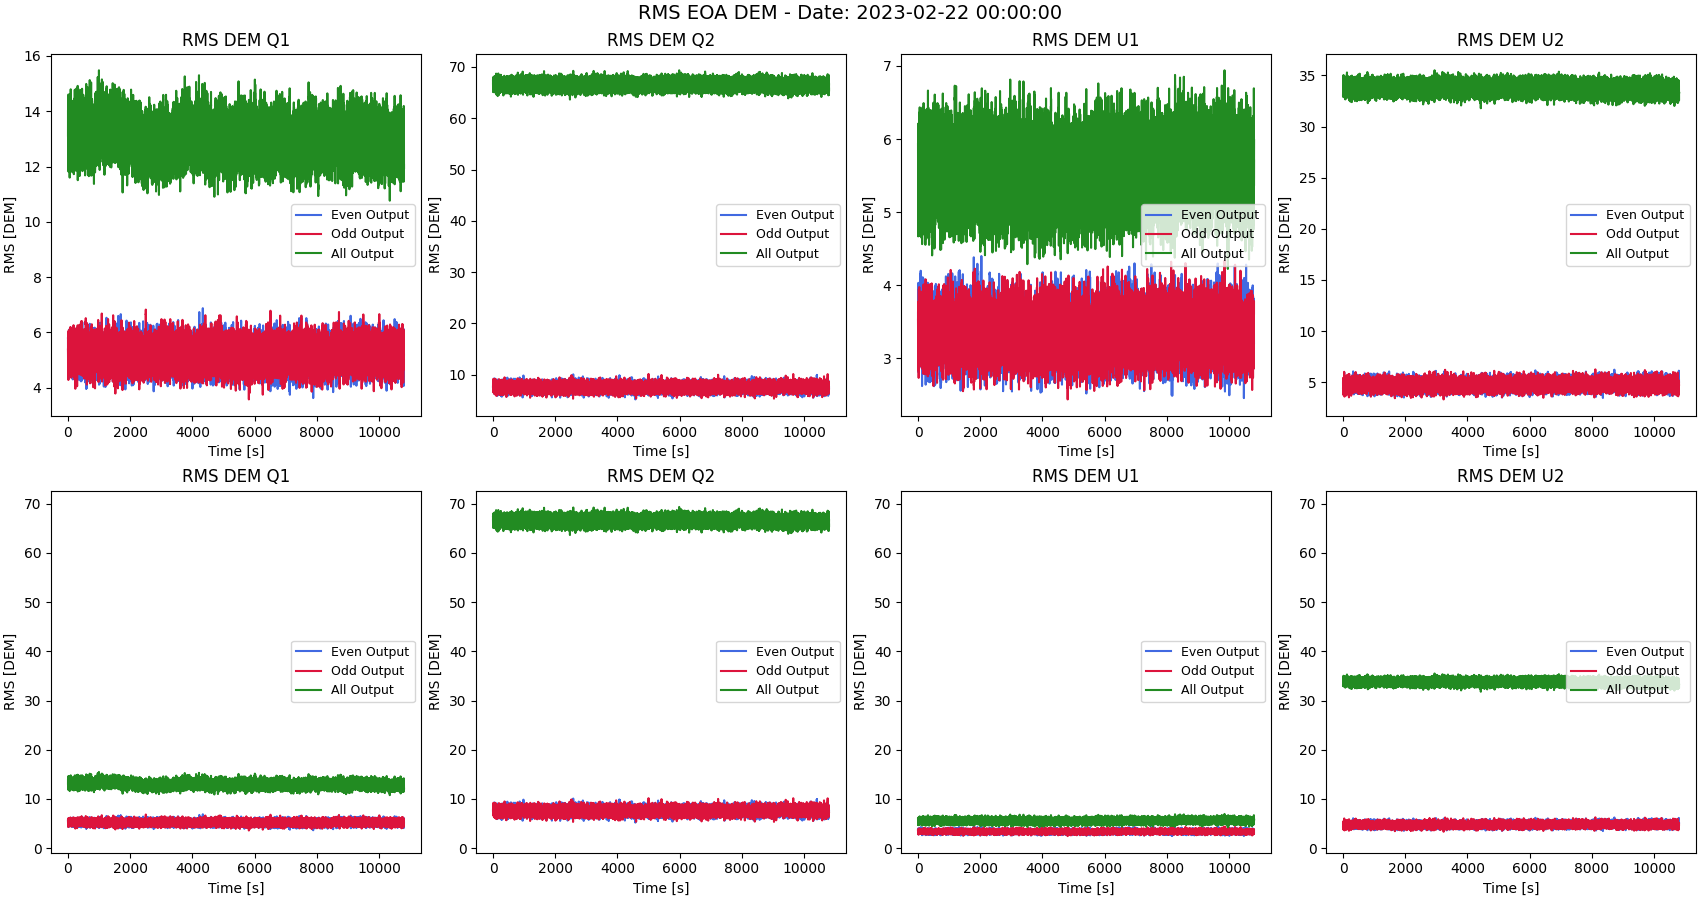 RMS EOA DEM - Date: 2023-02-22 00:00:00
RMS DEM Q1
RMS [DEM]
16
14
12
10
8
6
4
0 2000 4000 6000 8000 10000
Time [s]
Even Output
Odd Output
All Output
RMS DEM Q2
RMS [DEM]
70
60
50
40
30
20
10
0 2000 4000 6000 8000 10000
Time [s]
Even Output
Odd Output
All Output
RMS DEM U1
RMS [DEM]
7
6
5
4
3
0 2000 4000 6000 8000 10000
Time [s]
Even Output
Odd Output
All Output
RMS DEM U2
RMS [DEM]
35
30
25
20
15
10
5
0 2000 4000 6000 8000 10000
Time [s]
Even Output
Odd Output
All Output
RMS DEM Q1
RMS [DEM]
70
60
50
40
30
20
10
0
0 2000 4000 6000 8000 10000
Time [s]
Even Output
Odd Output
All Output
RMS DEM Q2
RMS [DEM]
70
60
50
40
30
20
10
0
0 2000 4000 6000 8000 10000
Time [s]
Even Output
Odd Output
All Output
RMS DEM U1
RMS [DEM]
70
60
50
40
30
20
10
0
0 2000 4000 6000 8000 10000
Time [s]
Even Output
Odd Output
All Output
RMS DEM U2
RMS [DEM]
70
60
50
40
30
20
10
0
0 2000 4000 6000 8000 10000
Time [s]
Even Output
Odd Output
All Output